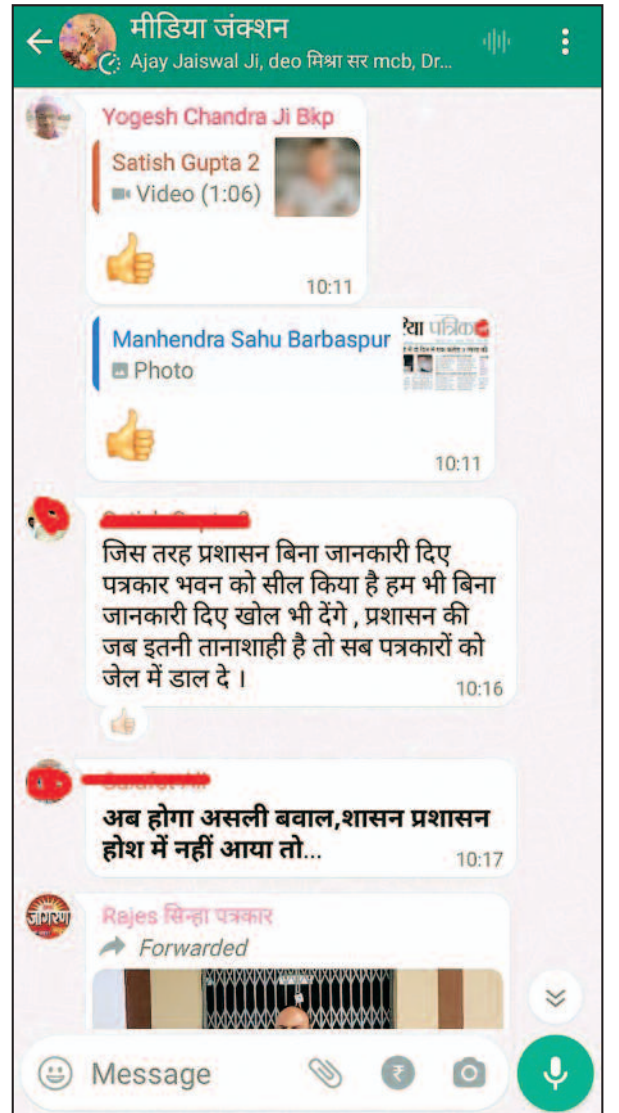 मीडिया जंक्शन
Ajay Jaiswal Ji, deo मिश्रा सर mcb, Dr...
Yogesh Chandra Ji Bkp
Satish Gupta 2
Video (1:06)
10:11
Manhendra Sahu Barbaspur
Photo
10:11
जिस तरह प्रशासन बिना जानकारी दिए
पत्रकार भवन को सील किया है हम भी बिना
जानकारी दिए खोल भी देंगे , प्रशासन की
जब इतनी तानाशाही है तो सब पत्रकारों को
जेल में डाल दे ।
10:16
अब होगा असली बवाल,शासन प्रशासन
होश में नहीं आया तो...
10:17
जागरण
Rajes सिन्हा पत्रकार
Forwarded
Message